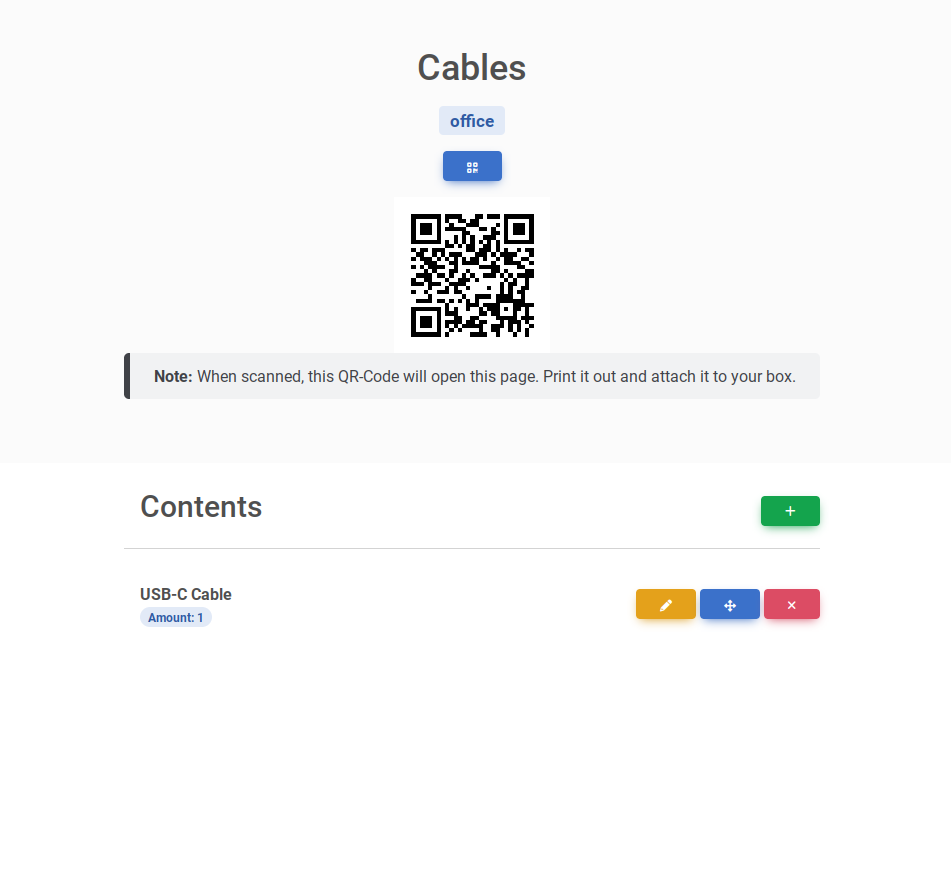 Cables
office
Note: When scanned, this QR-Code will open this page. Print it out and attach it to your box.
Contents
USB-C Cable
Amount: 1